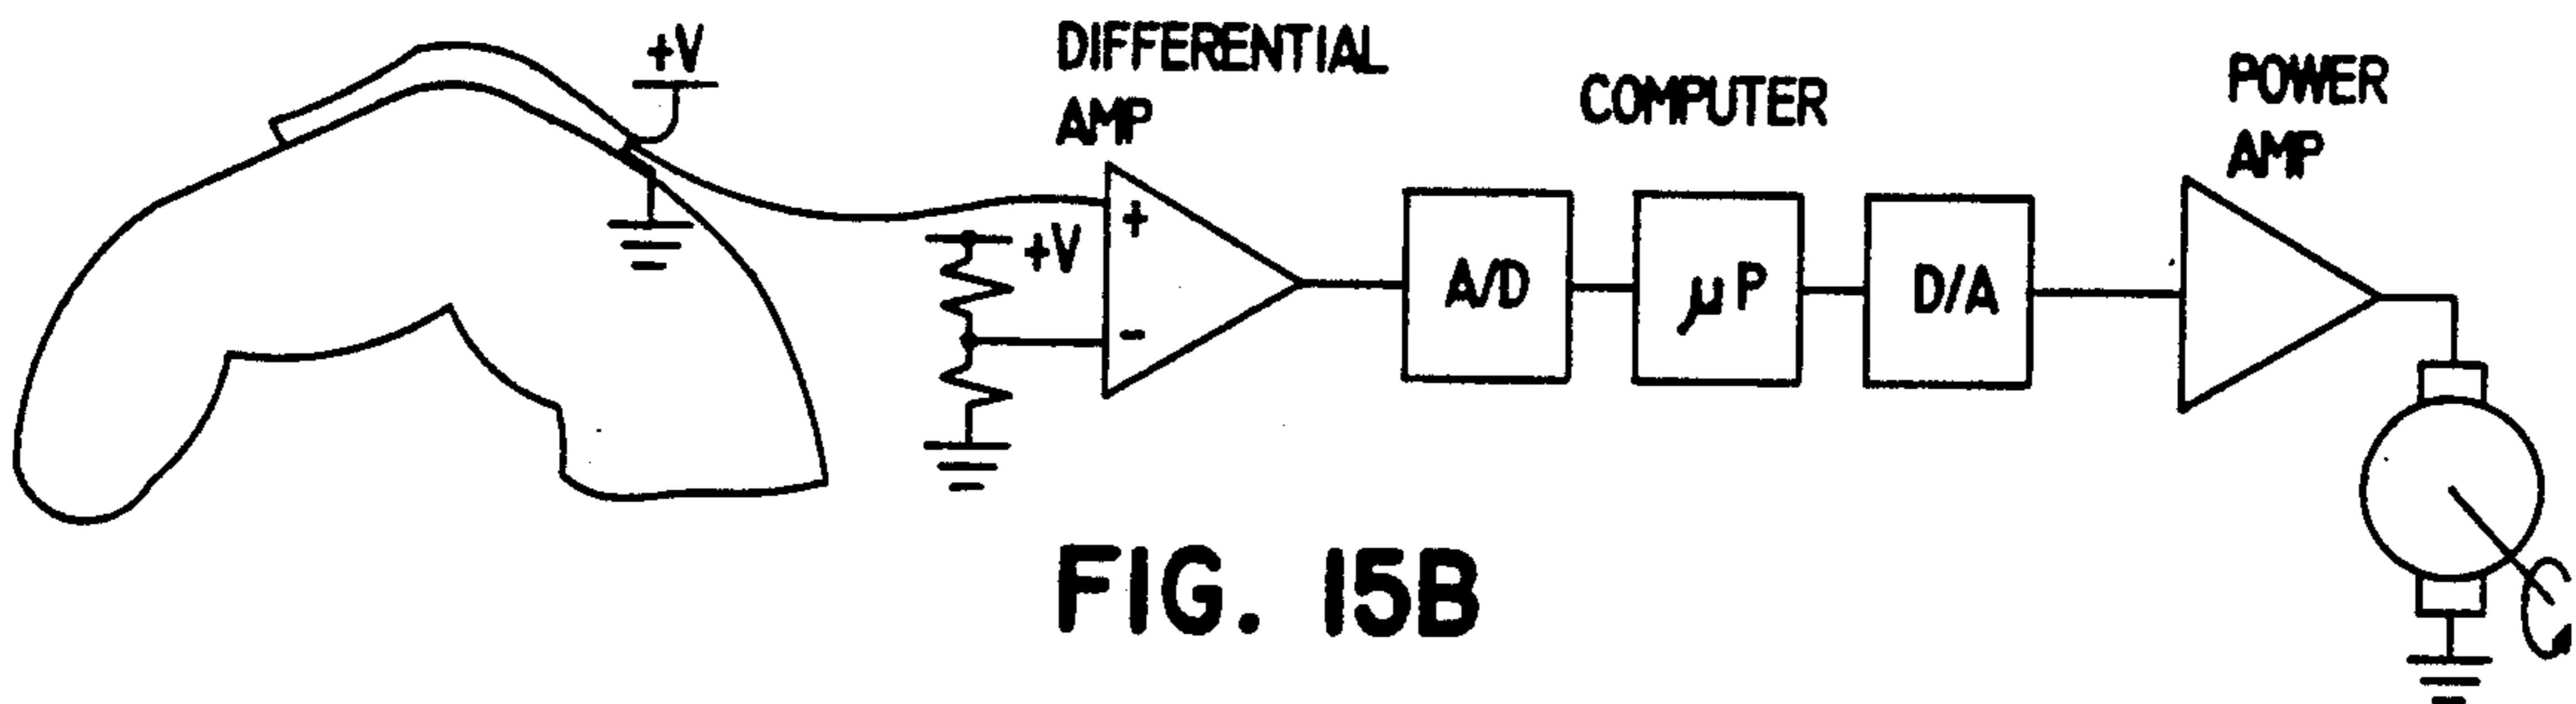 +V
DIFFERENTIAL
AMP
COMPUTER
POWER
AMP
+
+V
-
A/D
μP
D/A
FIG. 15B